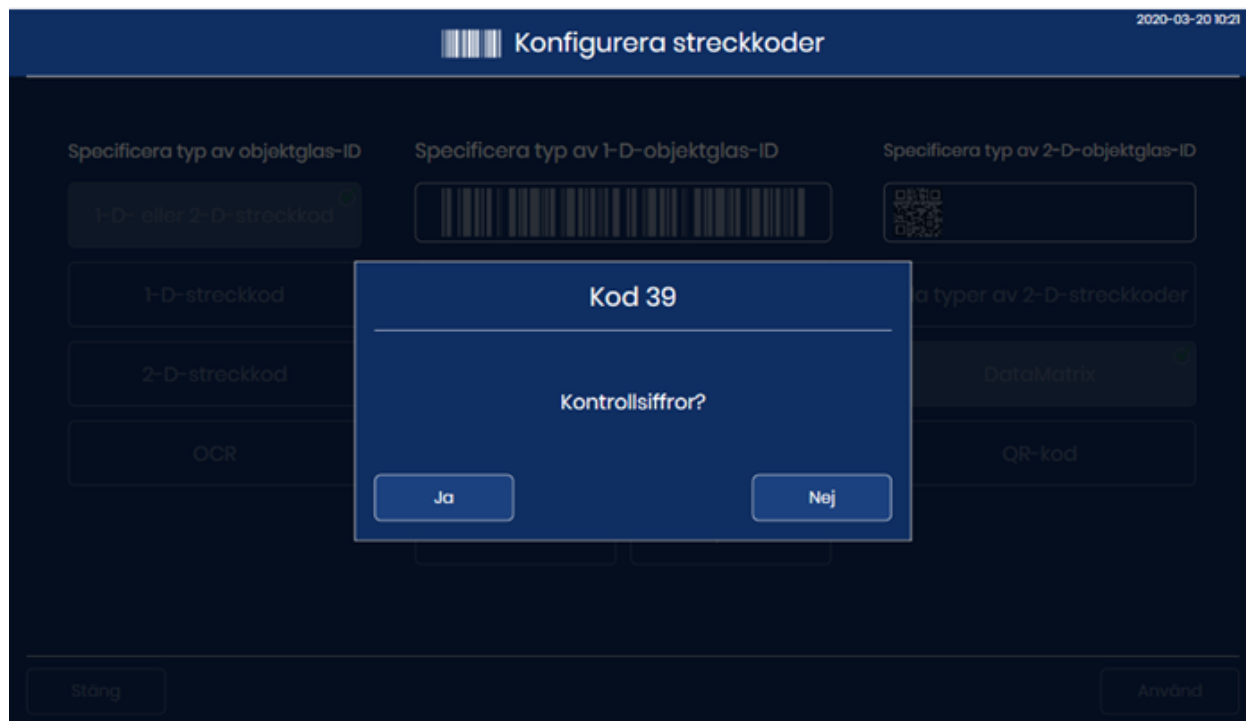 2020-03-20 10:21
Konfigurera streckkoder
Specificera typ av objektglas-ID
Specificera typ av 1-D-objektglas-ID
Specificera typ av 2-D-objektglas-ID
1-D- eller 2-D-streckkod
1-D-streckkod
2-D-streckkod
OCR
Kod 39
Kontrollsiffror?
Ja
Nej
typer av 2-D-streckkoder
DataMatrix
QR-kod
Stäng
Använd